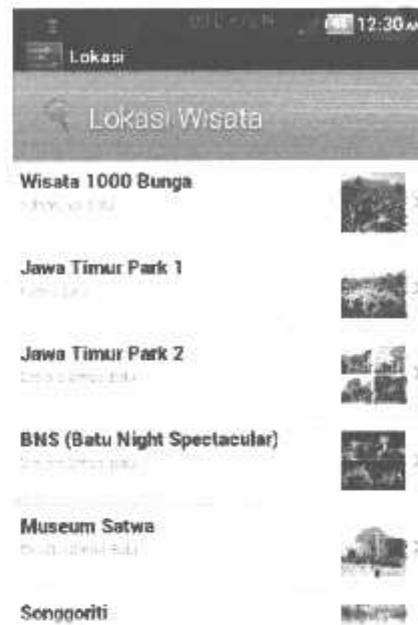 12:30 AM
Lokasi
Lokasi Wisata
Wisata 1000 Bunga
Jawa Timur Park 1
Jawa Timur Park 2
BNS (Batu Night Spectacular)
Museum Satwa
Songgoriti